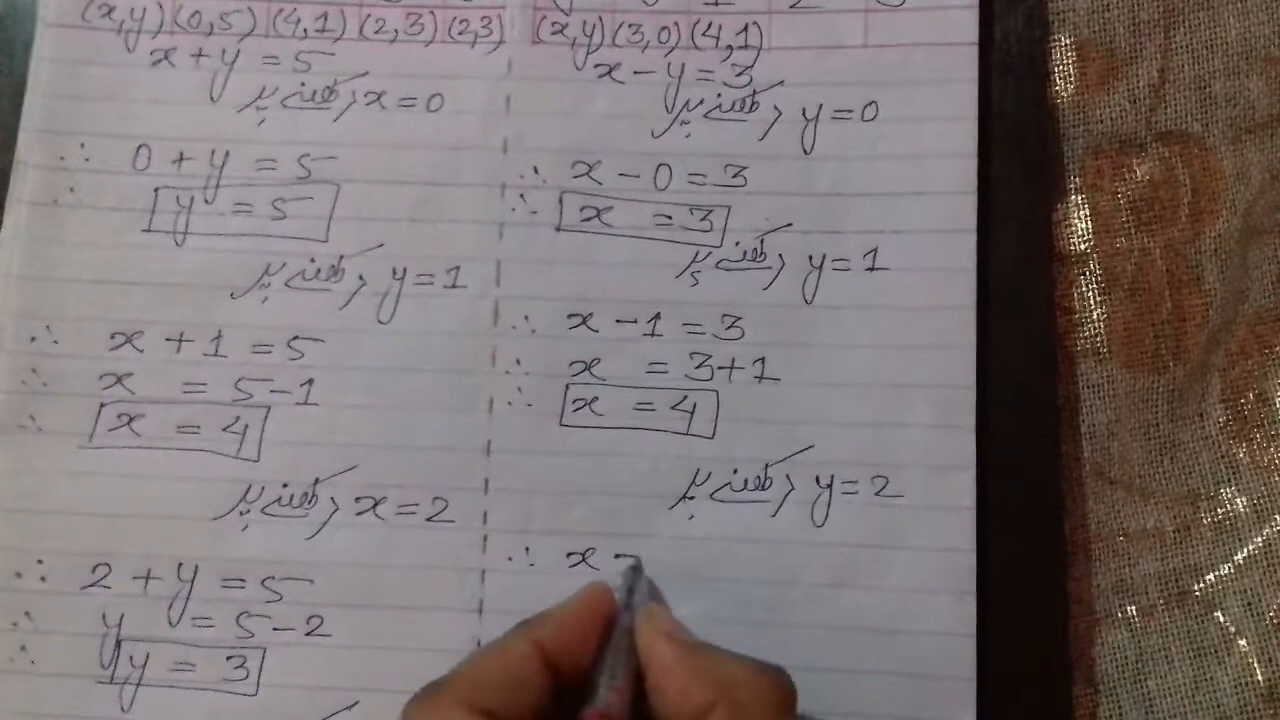 (x,y) (0,5) (4,1) (2,3) (2,3)
x + y = 5
x = 0 رکھنے پر
∴ 0 + y = 5
∴ y = 5
y = 1 رکھنے پر
∴ x + 1 = 5
∴ x = 5 - 1
∴ x = 4
x = 2 رکھنے پر
∴ 2 + y = 5
∴ y = 5 - 2
∴ y = 3
(x,y) (3,0) (4,1)
x - y = 3
y = 0 رکھنے پر
∴ x - 0 = 3
∴ x = 3
y = 1 رکھنے پر
∴ x - 1 = 3
∴ x = 3 + 1
∴ x = 4
y = 2 رکھنے پر
∴ x -